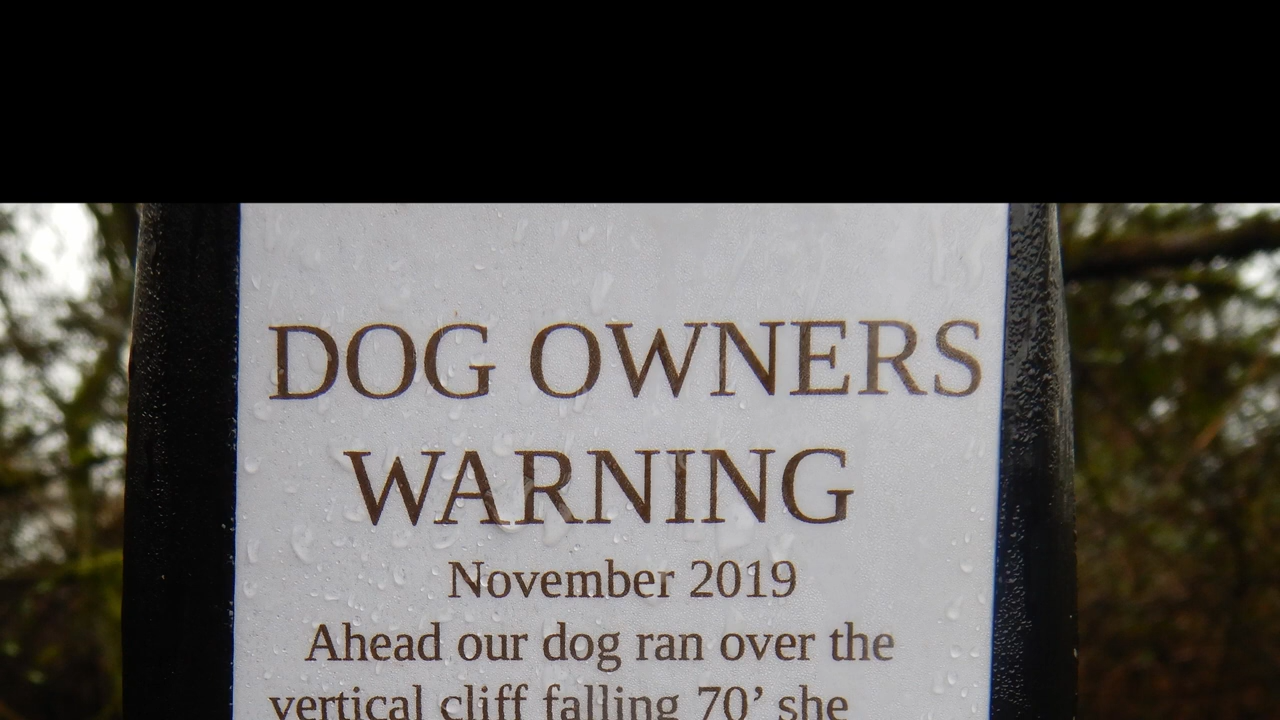 DOG OWNERS
WARNING
November 2019
Ahead our dog ran over the
vertical cliff falling 70’ she